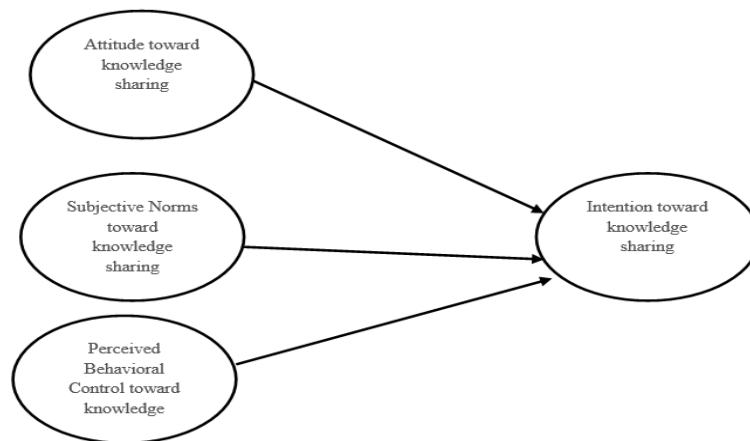 Attitude toward
knowledge
sharing
Subjective Norms
toward
knowledge
sharing
Intention toward
knowledge
sharing
Perceived
Behavioral
Control toward
knowledge